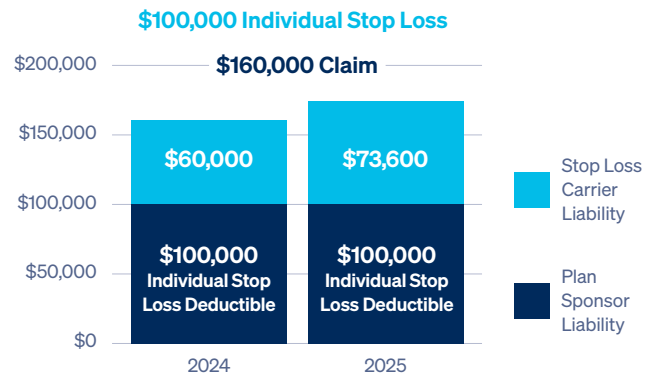 $100,000 Individual Stop Loss
$200,000
$160,000 Claim
$150,000
$100,000
$50,000
$0
$60,000
$73,600
$100,000
Individual Stop
Loss Deductible
$100,000
Individual Stop
Loss Deductible
2024
2025
Stop Loss
Carrier
Liability
Plan
Sponsor
Liability